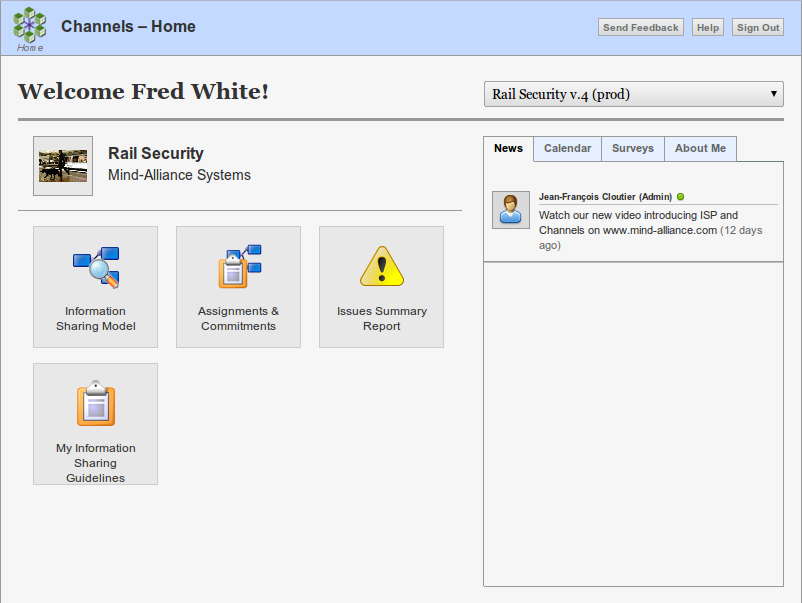 Home
Channels – Home
Send Feedback
Help
Sign Out
Welcome Fred White!
Rail Security v.4 (prod)
Rail Security
Mind-Alliance Systems
Information
Sharing Model
Assignments &
Commitments
Issues Summary
Report
My Information
Sharing
Guidelines
News
Calendar
Surveys
About Me
Jean-François Cloutier (Admin)
Watch our new video introducing ISP and
Channels on www.mind-alliance.com (12 days
ago)